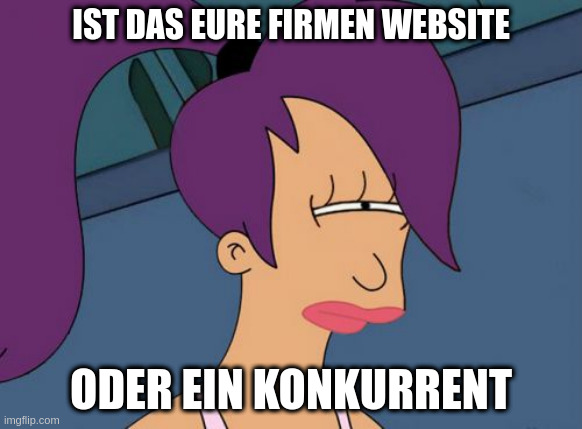 IST DAS EURE FIRMEN WEBSITE
ODER EIN KONKURRENT
imgflip.com